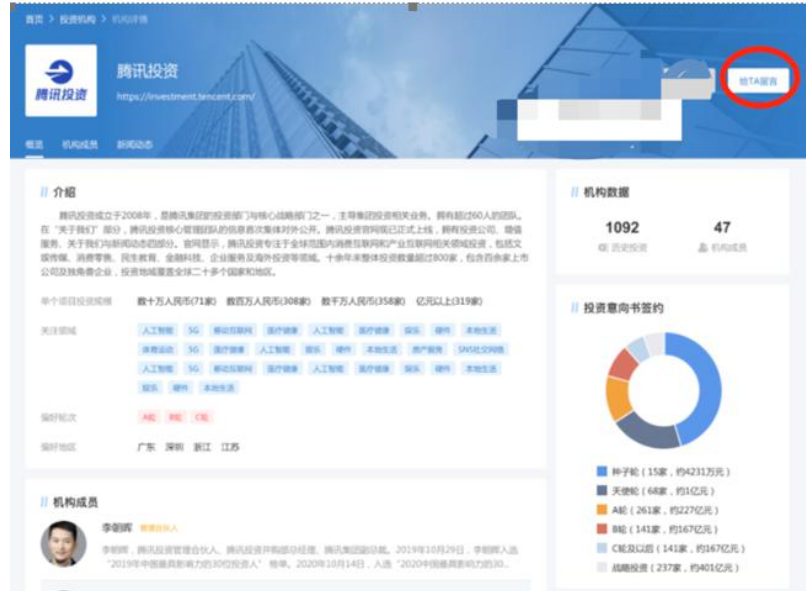 首页 > 投资机构 > 机构详情
腾讯投资
腾讯投资
https://investment.tencent.com/
给TA留言
概览 机构成员 新闻动态
介绍
腾讯投资成立于2008年，是腾讯集团的投资部门与核心战略部门之一，主导集团投资相关业务。拥有超过60人的团队。
在“关于我们”部分，腾讯投资核心管理团队的信息首次集体对外公开。腾讯投资官网现已正式上线，拥有投资公司、增值
服务、关于我们与新闻动态四部分。官网显示，腾讯投资专注于全球范围内消费互联网和产业互联网相关领域投资，包括文
娱传媒、消费零售、民生教育、金融科技、企业服务及海外投资等领域。十余年来整体投资数量超过800家，包含百余家上市
公司及独角兽企业，投资地域覆盖全球二十多个国家和地区。
单个项目投资规模 数十万人民币(71家) 数百万人民币(308家) 数千万人民币(358家) 亿元以上(319家)
关注领域 人工智能 5G 移动互联网 医疗健康 人工智能 医疗健康 娱乐 硬件 本地生活
体育运动 5G 医疗健康 人工智能 娱乐 硬件 本地生活 房产服务 SNS社交网络
人工智能 5G 移动互联网 医疗健康 人工智能 医疗健康 娱乐 硬件 本地生活
娱乐 硬件 本地生活
偏好轮次 A轮 B轮 C轮
偏好地区 广东 深圳 浙江 江苏
机构成员
李朝晖 管理合伙人
李朝晖，腾讯投资管理合伙人、腾讯投资并购部总经理、腾讯集团副总裁。2019年10月29日，李朝晖入选
“2019年中国最具影响力的30位投资人”榜单。2020年10月14日，入选“2020中国最具影响力的30..
机构数据
1092 47
历史投资 机构成员
投资意向书签约
种子轮（15家，约4231万元）
天使轮（68家，约1亿元）
A轮（261家，约227亿元）
B轮（141家，约167亿元）
C轮及以后（141家，约167亿元）
战略投资（237家，约401亿元）